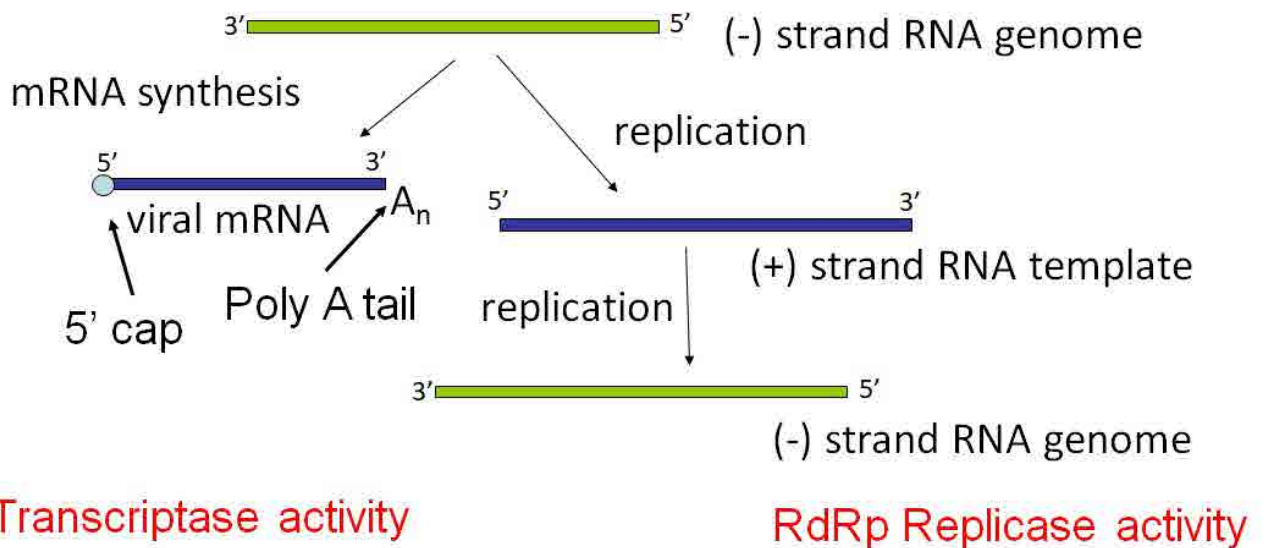 3’ 5’ (-) strand RNA genome
mRNA synthesis
replication
5’ 3’
viral mRNA An
5’ 3’
(+) strand RNA template
Poly A tail
5’ cap
replication
3’ 5’
(-) strand RNA genome
Transcriptase activity
RdRp Replicase activity